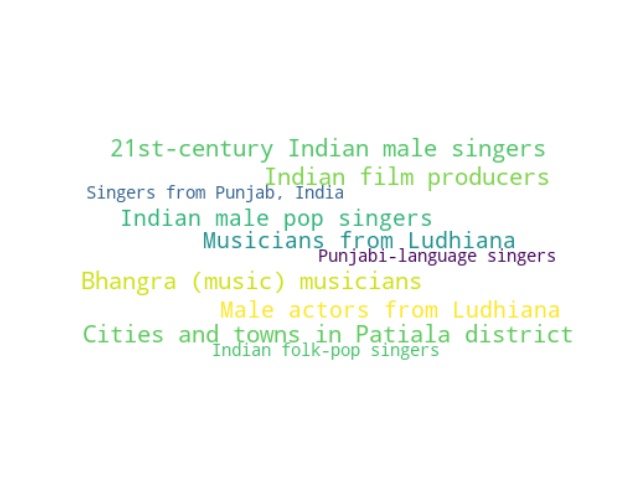 21st-century Indian male singers
Indian film producers
Singers from Punjab, India
Indian male pop singers
Musicians from Ludhiana
Punjabi-language singers
Bhangra (music) musicians
Male actors from Ludhiana
Cities and towns in Patiala district
Indian folk-pop singers